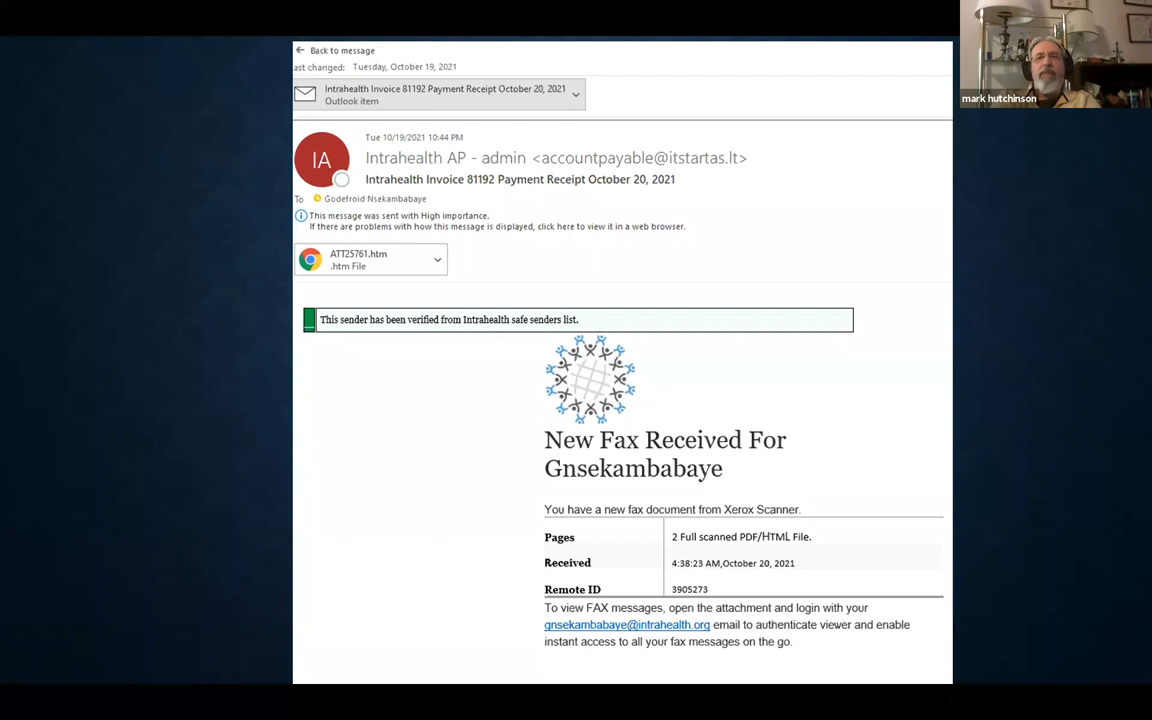 Back to message
ast changed: Tuesday, October 19, 2021
Intrahealth Invoice 81192 Payment Receipt October 20, 2021
Outlook item
IA
Tue 10/19/2021 10:44 PM
Intrahealth AP - admin <accountpayable@itstartas.lt>
Intrahealth Invoice 81192 Payment Receipt October 20, 2021
To Godefroid Nsekambabaye
This message was sent with High importance.
If there are problems with how this message is displayed, click here to view it in a web browser.
ATT25761.htm
.htm File
This sender has been verified from Intrahealth safe senders list.
New Fax Received For
Gnsekambabaye
You have a new fax document from Xerox Scanner.
Pages 2 Full scanned PDF/HTML File.
Received 4:38:23 AM,October 20, 2021
Remote ID 3905273
To view FAX messages, open the attachment and login with your
gnsekambabaye@intrahealth.org email to authenticate viewer and enable
instant access to all your fax messages on the go.
mark hutchinson